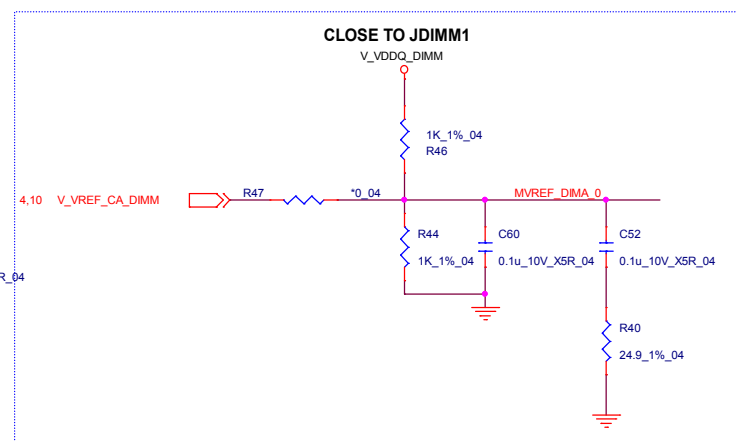 CLOSE TO JDIMM1
V_VDDQ_DIMM
1K_1%_04
R46
4,10 V_VREF_CA_DIMM
R47
*0_04
MVREF_DIMA_0
R44
1K_1%_04
C60
0.1u_10V_X5R_04
C52
0.1u_10V_X5R_04
R_04
R40
24.9_1%_04